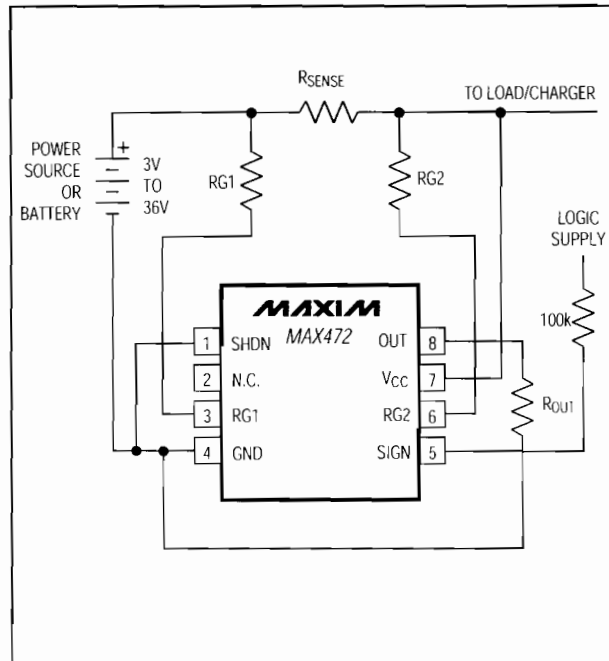 RSENSE
TO LOAD/CHARGER
POWER
SOURCE
OR
BATTERY
+
3V
TO
36V
RG1
RG2
LOGIC
SUPPLY
100k
MAXIM
MAX472
1 SHDN
2 N.C.
3 RG1
4 GND
OUT 8
VCC 7
RG2 6
SIGN 5
ROU1